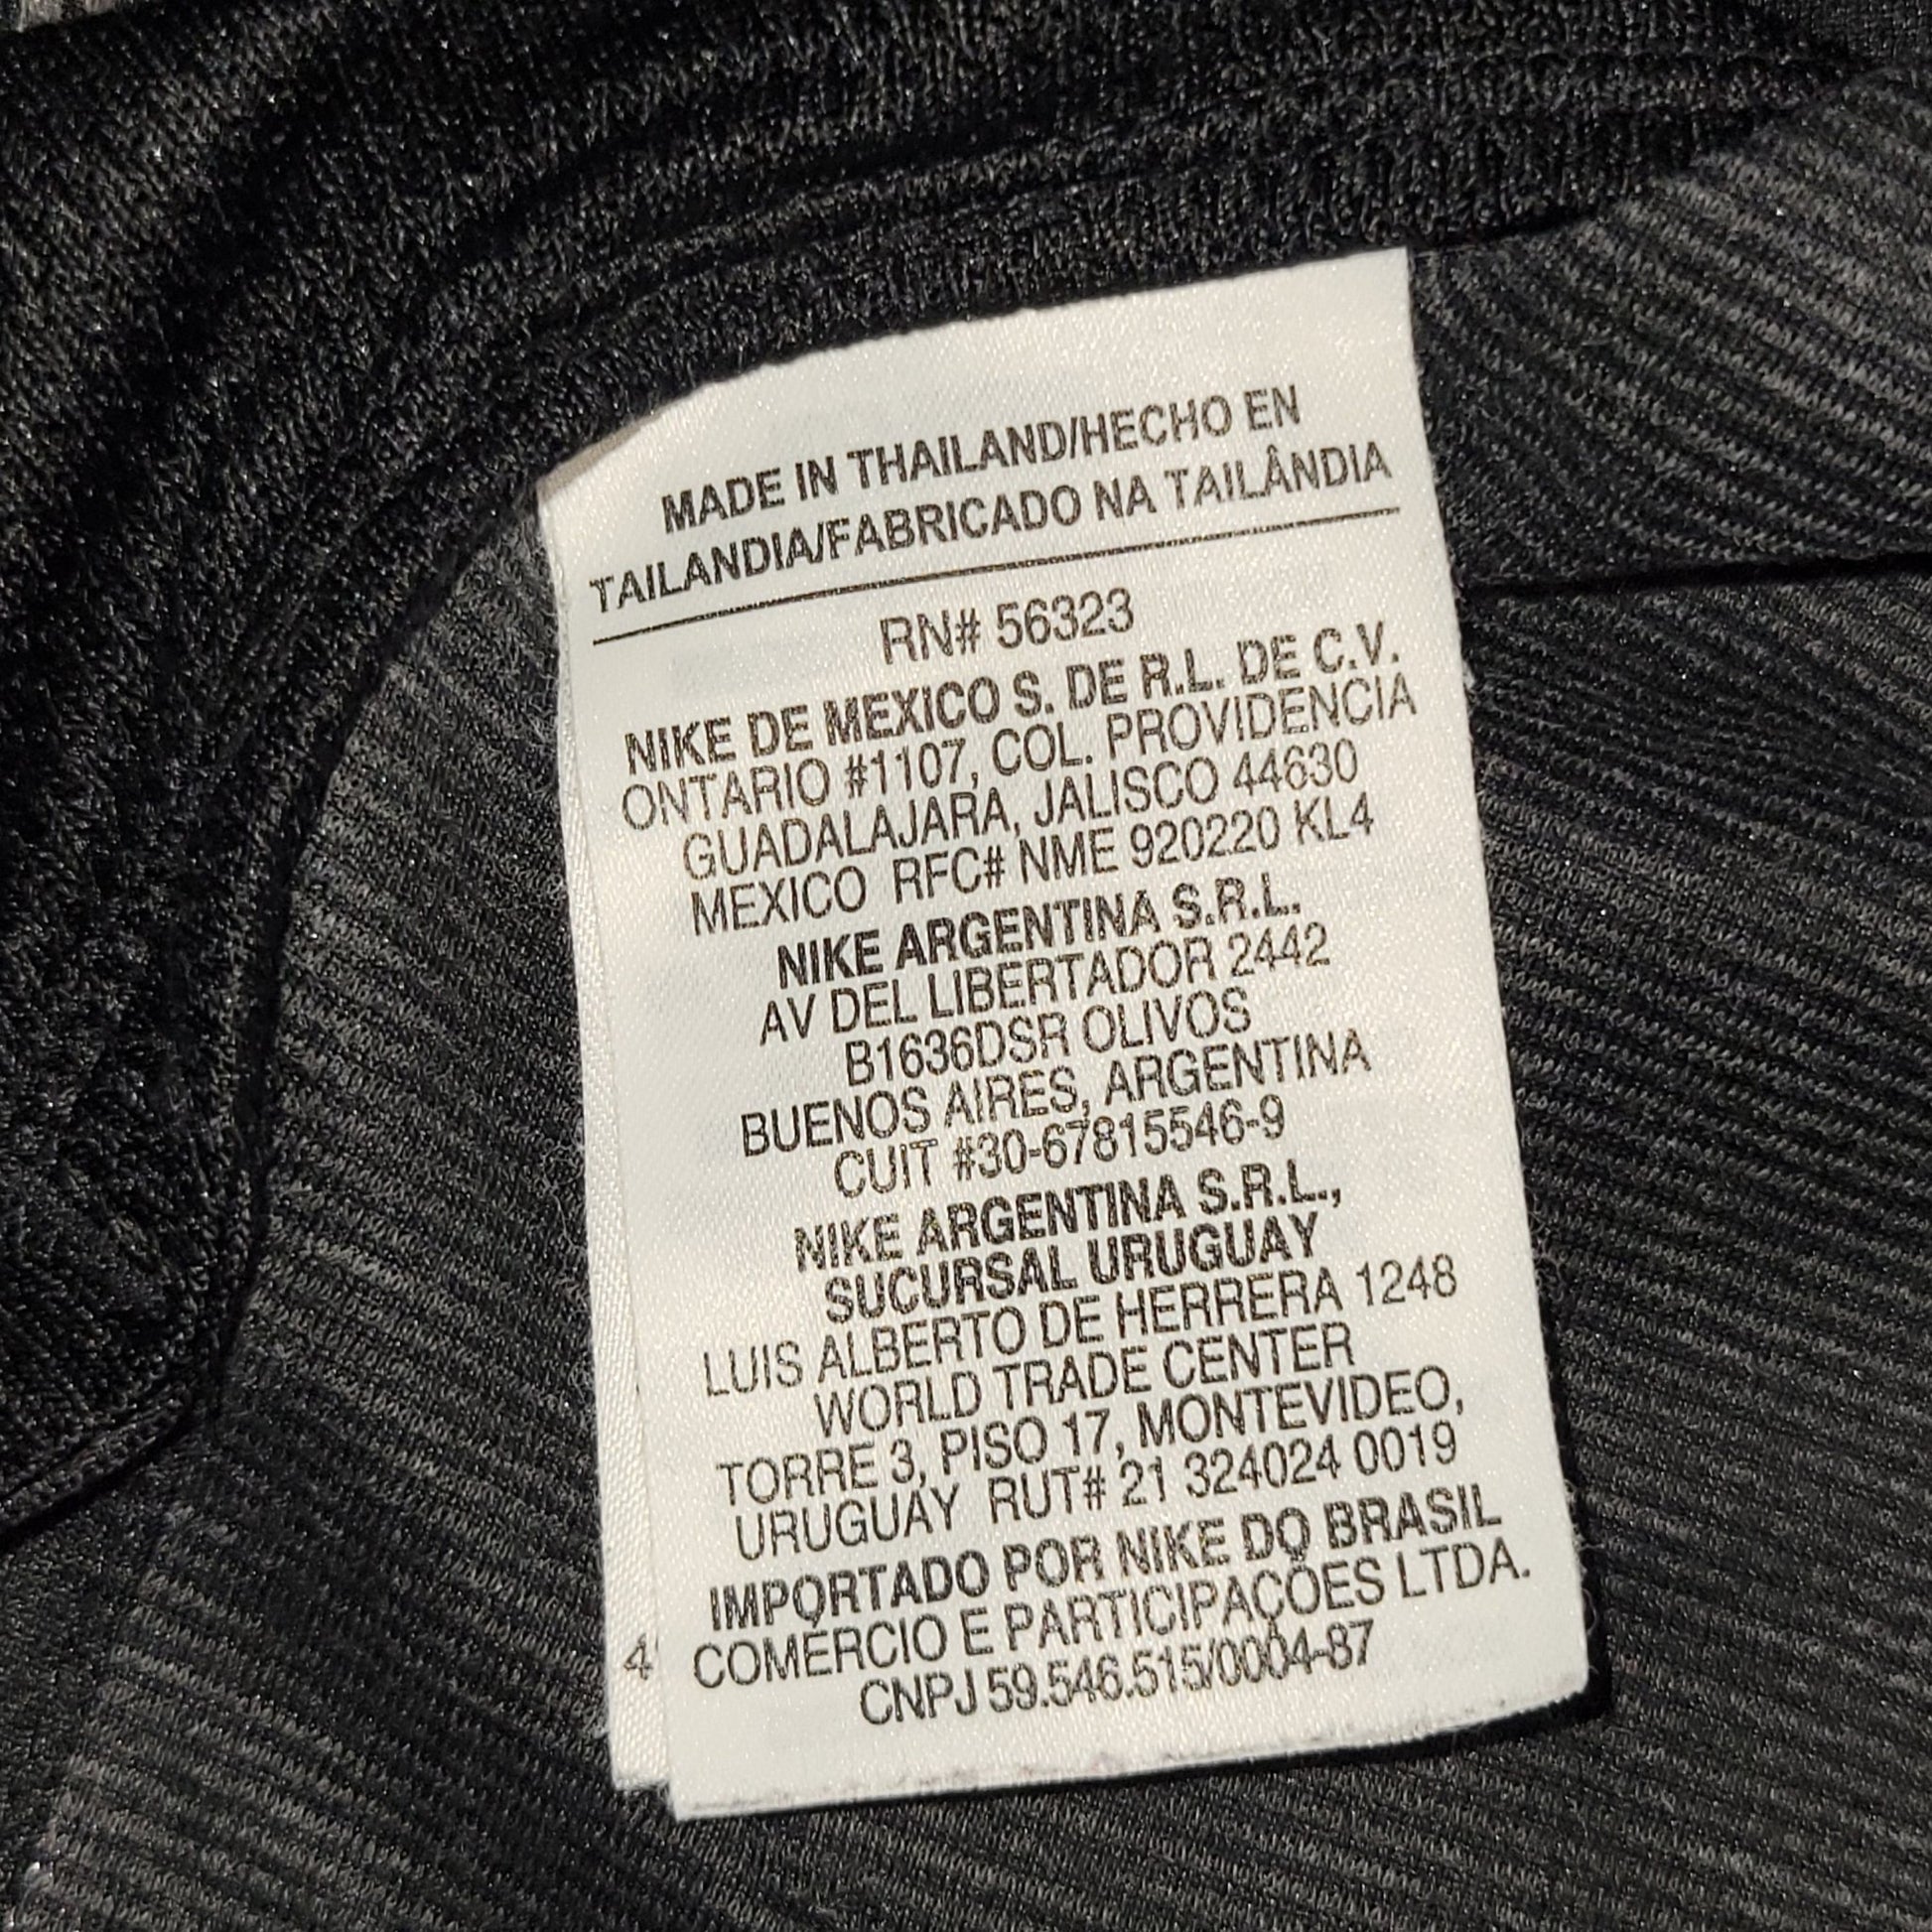 MADE IN THAILAND/HECHO EN
TAILANDIA/FABRICADO NA TAILÂNDIA
RN# 56323
NIKE DE MEXICO S. DE R.L. DE C.V.
ONTARIO #1107, COL. PROVIDENCIA
GUADALAJARA, JALISCO 44630
MEXICO RFC# NME 920220 KL4
NIKE ARGENTINA S.R.L.
AV DEL LIBERTADOR 2442
B1636DSR OLIVOS
BUENOS AIRES, ARGENTINA
CUIT #30-67815546-9
NIKE ARGENTINA S.R.L.,
SUCURSAL URUGUAY
LUIS ALBERTO DE HERRERA 1248
WORLD TRADE CENTER
TORRE 3, PISO 17, MONTEVIDEO,
URUGUAY RUT# 21 324024 0019
IMPORTADO POR NIKE DO BRASIL
COMÉRCIO E PARTICIPAÇÕES LTDA.
CNPJ 59.546.515/0004-87